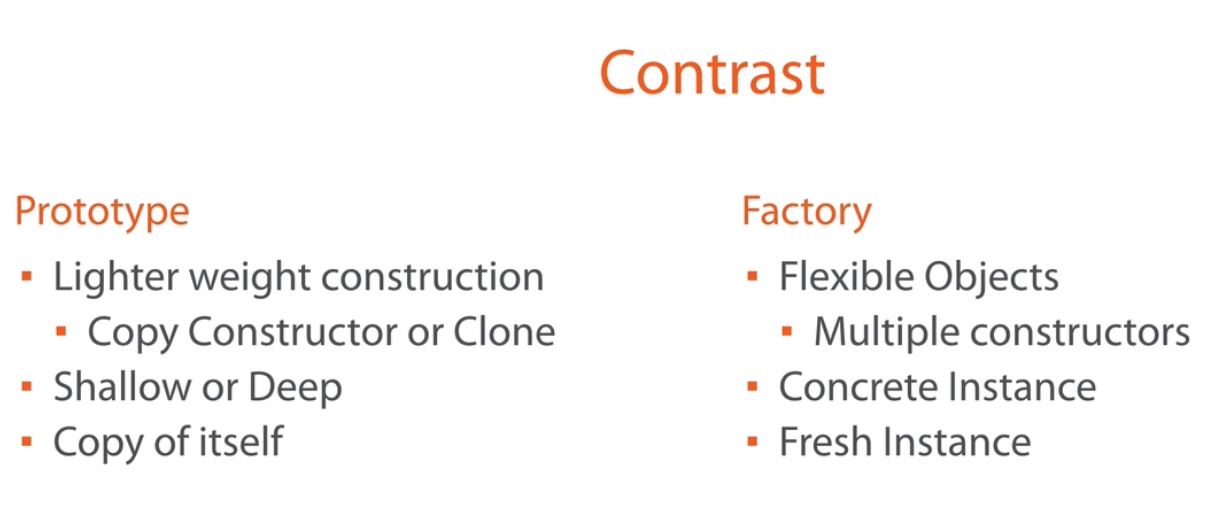 Contrast
Prototype
▪ Lighter weight construction
▪ Copy Constructor or Clone
▪ Shallow or Deep
▪ Copy of itself
Factory
▪ Flexible Objects
▪ Multiple constructors
▪ Concrete Instance
▪ Fresh Instance